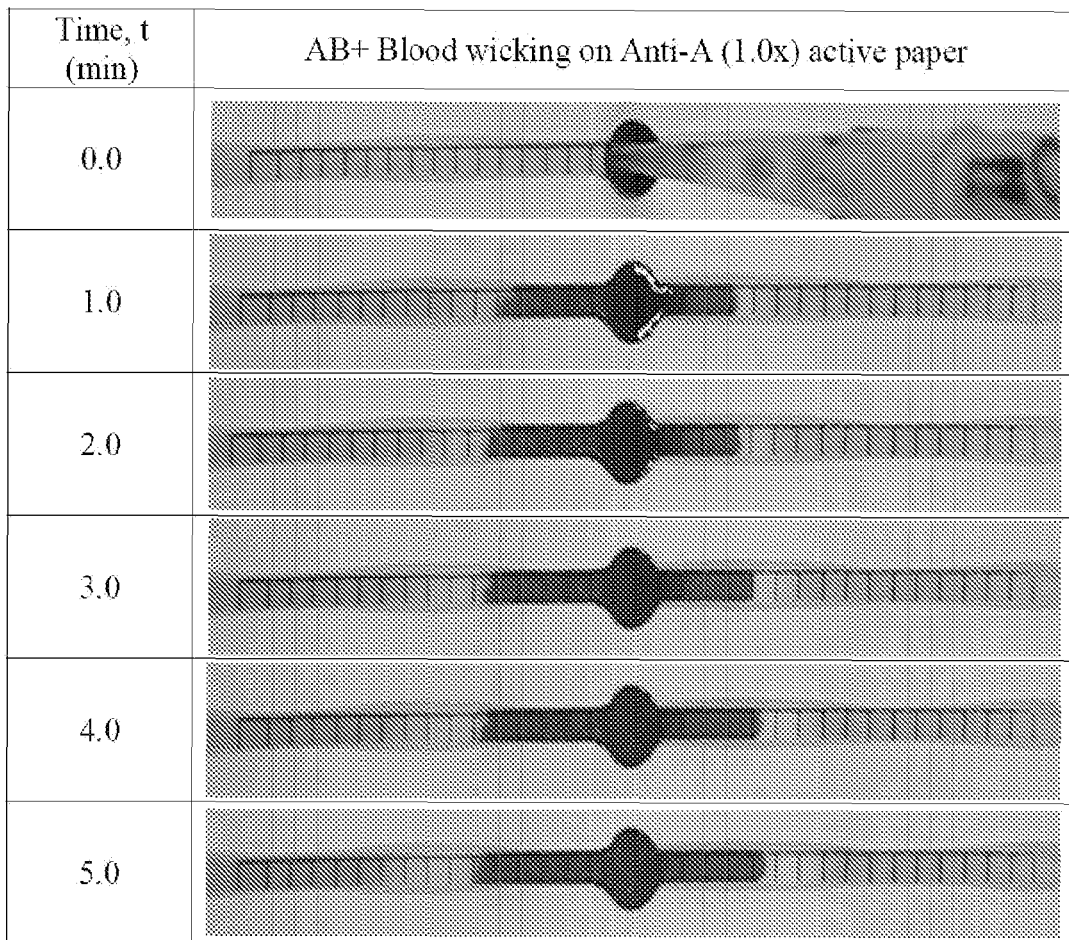 Time, t
(min)
AB+ Blood wicking on Anti-A (1.0x) active paper
0.0
1.0
2.0
3.0
4.0
5.0